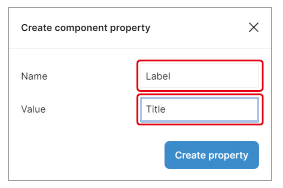 Create component property
Name
Label
Value
Title
Create property